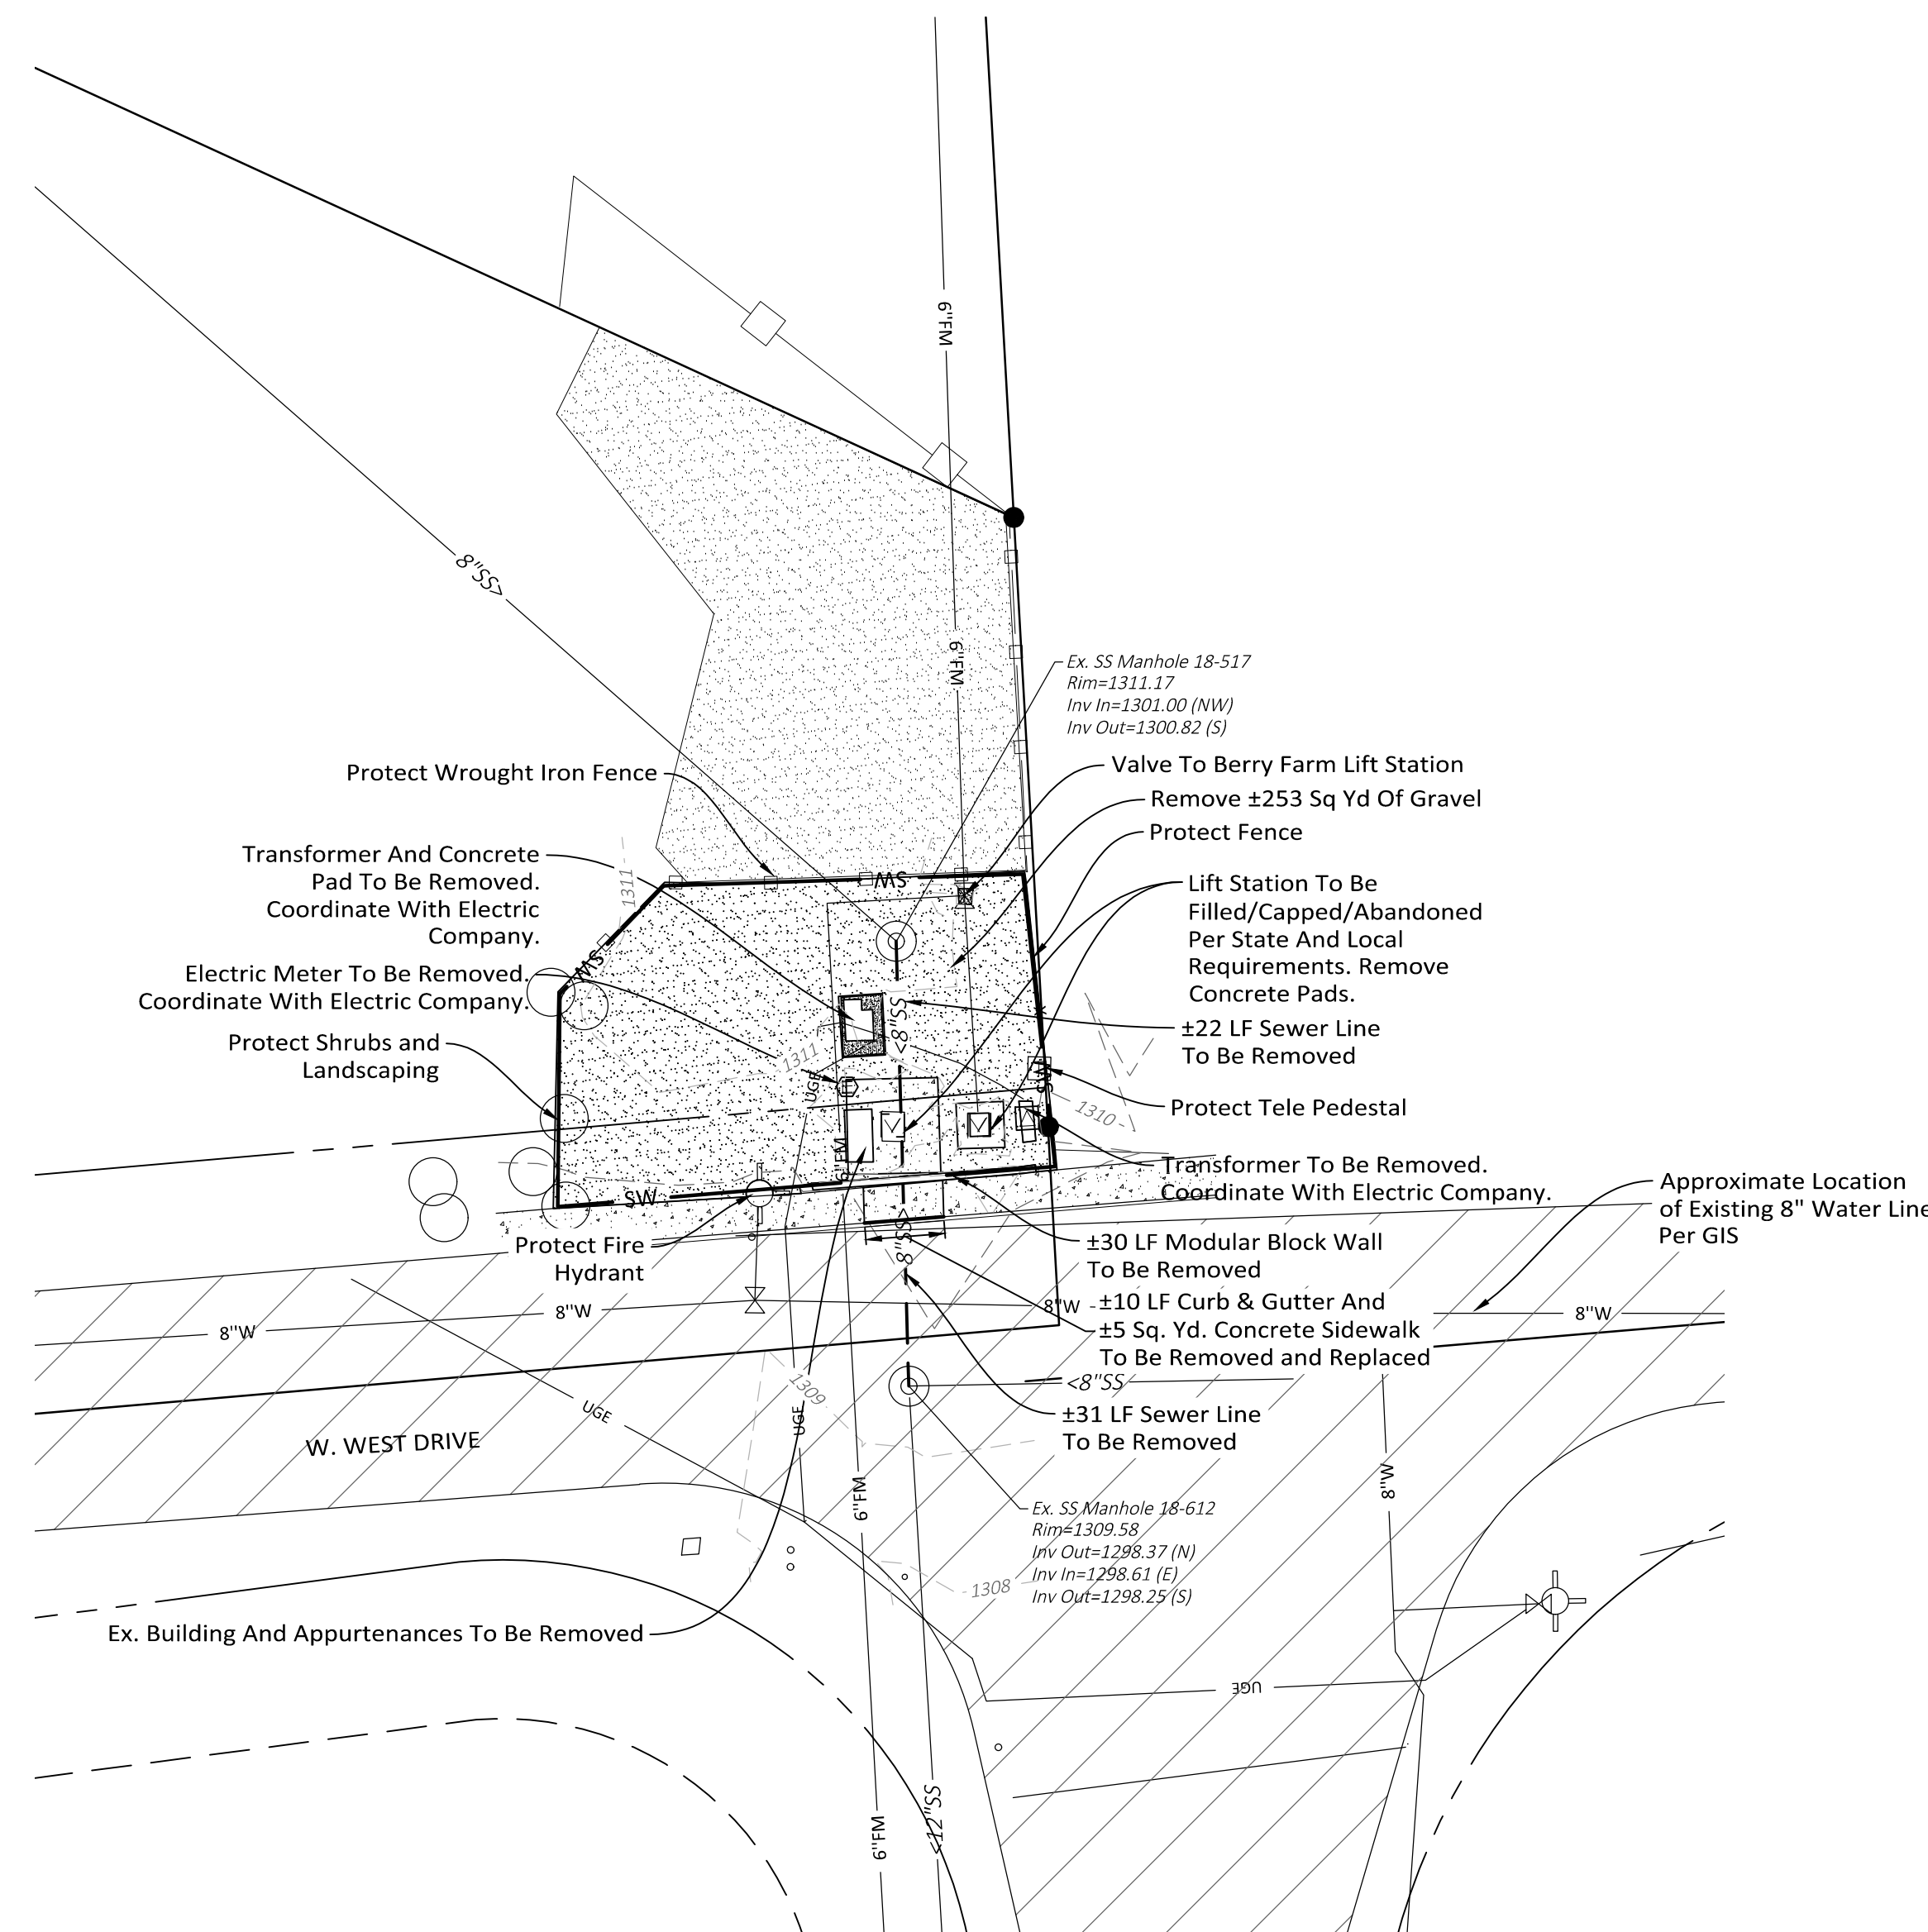 6"FM
8"SS>
6"FM
Ex. SS Manhole 18-517
Rim=1311.17
Inv In=1301.00 (NW)
Inv Out=1300.82 (S)
Protect Wrought Iron Fence
Valve To Berry Farm Lift Station
Remove ±253 Sq Yd Of Gravel
Protect Fence
Transformer And Concrete
Pad To Be Removed.
Coordinate With Electric
Company.
1311
SW
Lift Station To Be
Filled/Capped/Abandoned
Per State And Local
Requirements. Remove
Concrete Pads.
SW
Electric Meter To Be Removed.
Coordinate With Electric Company.
<8"SS
±22 LF Sewer Line
To Be Removed
Protect Shrubs and
Landscaping
1311
UGE
E
SW
Protect Tele Pedestal
1310
6"FM
Transformer To Be Removed.
Coordinate With Electric Company.
SW
Approximate Location
of Existing 8" Water Line
Per GIS
Protect Fire
Hydrant
<8"SS
±30 LF Modular Block Wall
To Be Removed
8"W
8"W
8"W
8"W
±10 LF Curb & Gutter And
±5 Sq. Yd. Concrete Sidewalk
To Be Removed and Replaced
<8"SS
1309
UGE
UGE
±31 LF Sewer Line
To Be Removed
W. WEST DRIVE
6"FM
8"W
Ex. SS Manhole 18-612
Rim=1309.58
Inv Out=1298.37 (N)
Inv In=1298.61 (E)
Inv Out=1298.25 (S)
1308
Ex. Building And Appurtenances To Be Removed
UGE
6"FM
<12"SS